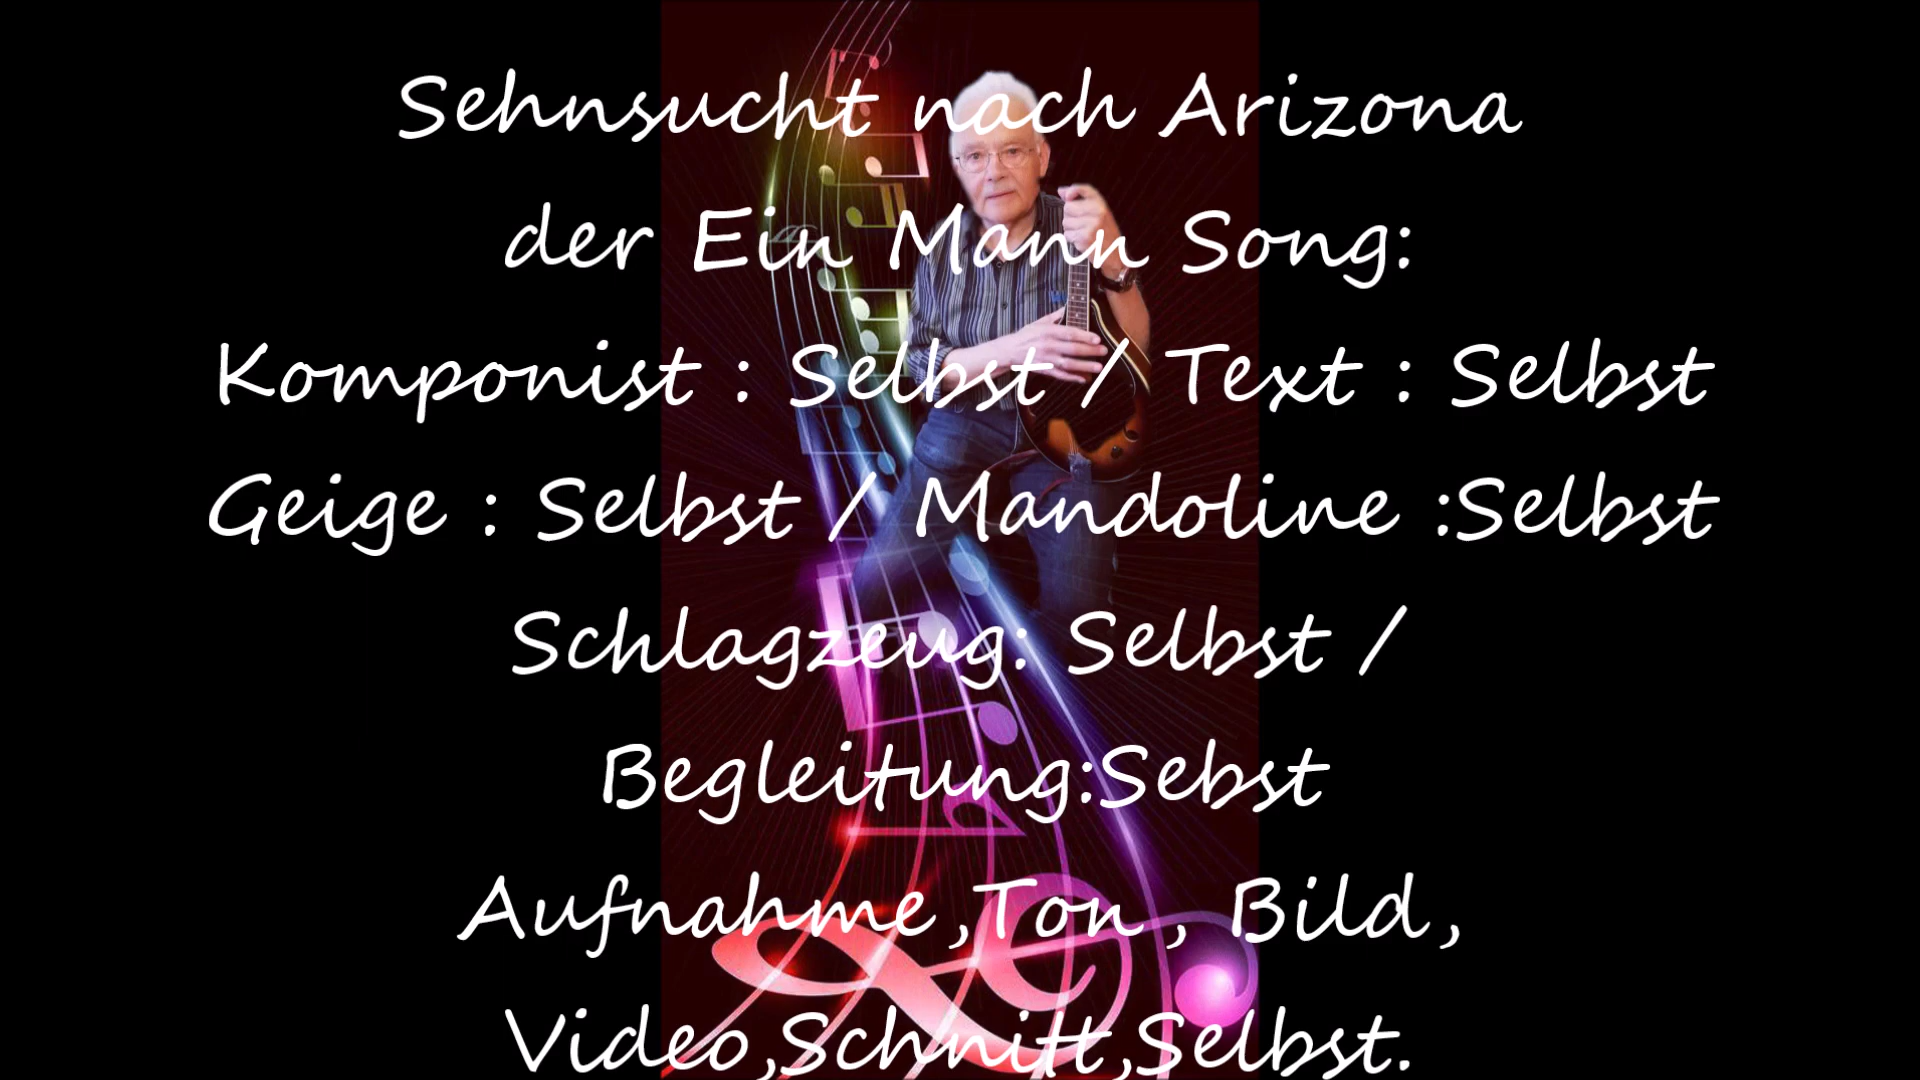 Sehnsucht nach Arizona
der Ein Mann Song:
Komponist : Selbst / Text : Selbst
Geige : Selbst / Mandoline :Selbst
Schlagzeug: Selbst /
Begleitung:Sebst
Aufnahme,Ton , Bild,
Video,Schnitt,Selbst.